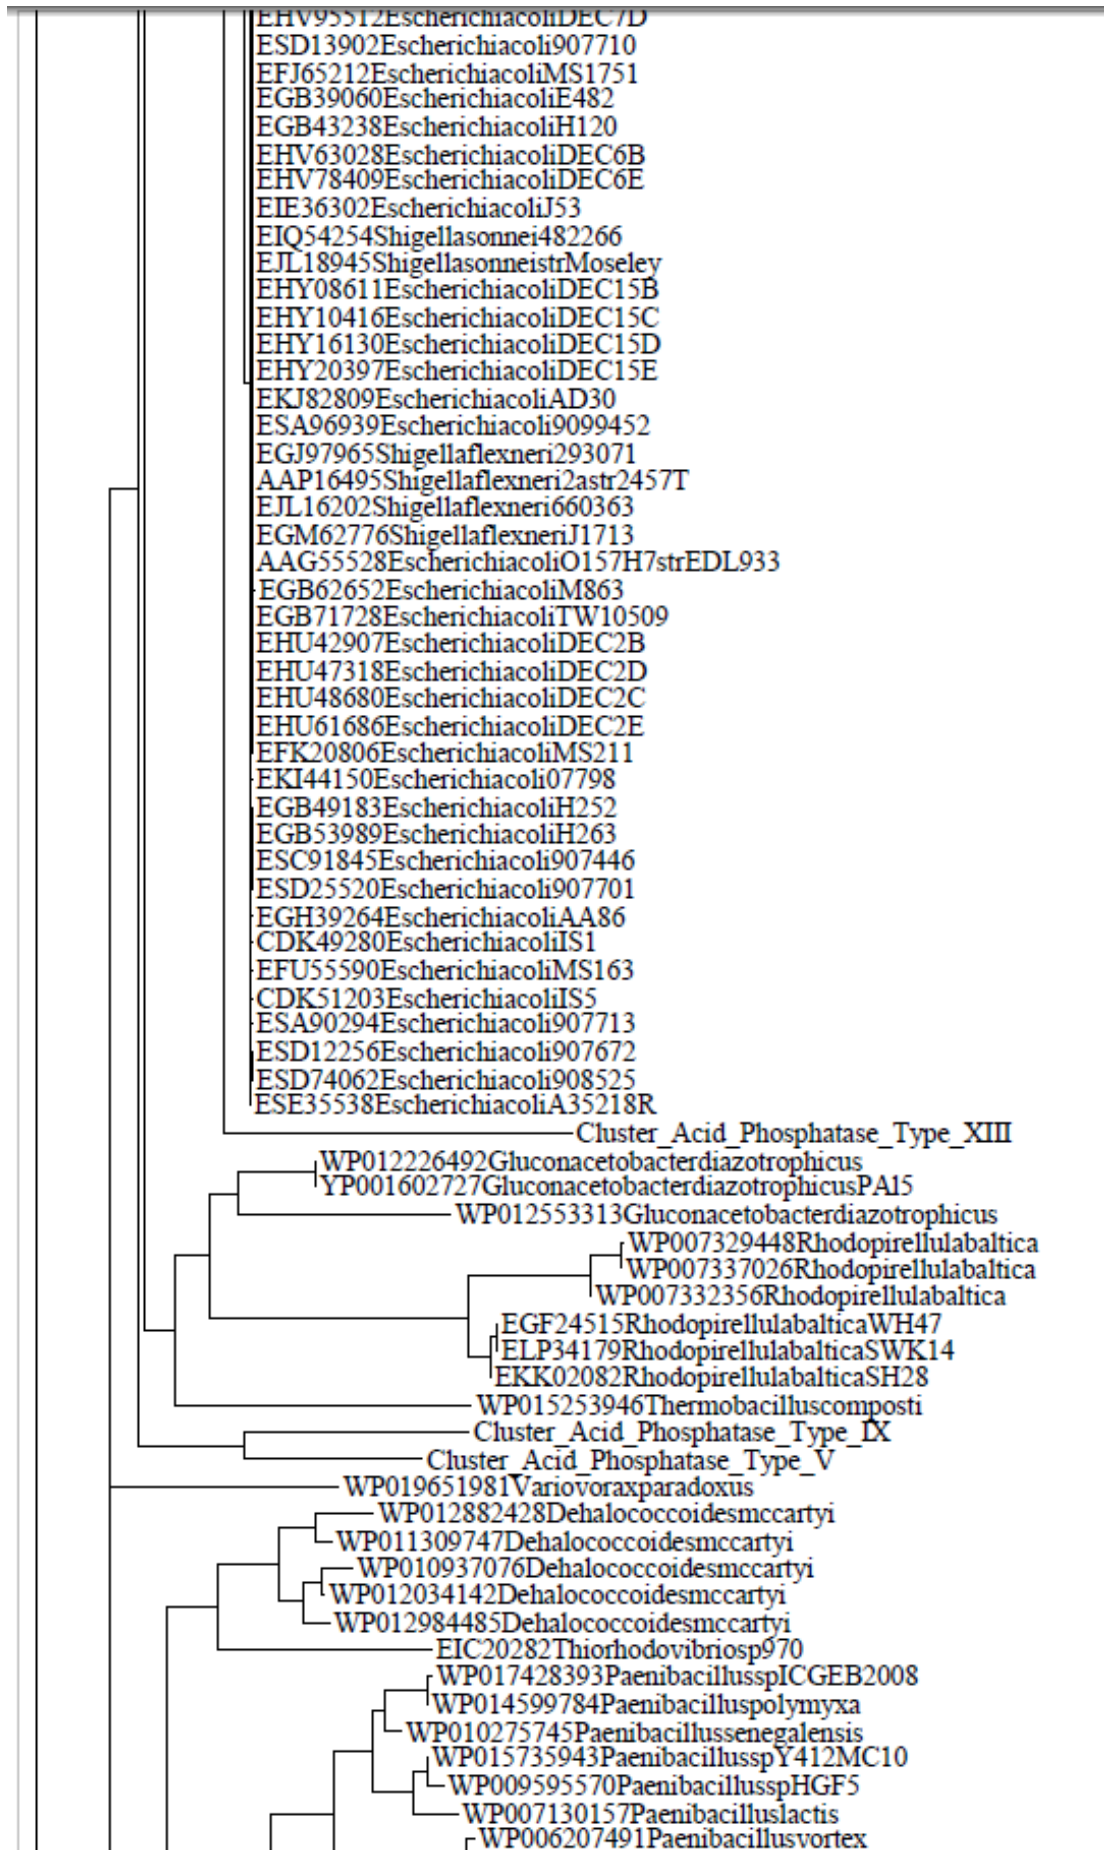 EHV95512EscherichiacoliDEC7D
ESD13902Escherichiacoli907710
EFJ65212EscherichiacoliMS1751
EGB39060EscherichiacoliE482
EGB43238EscherichiacoliH120
EHV63028EscherichiacoliDEC6B
EHV78409EscherichiacoliDEC6E
EIE36302EscherichiacoliJ53
EIQ54254Shigellasonnei482266
EJL18945ShigellasonneistrMoseley
EHY08611EscherichiacoliDEC15B
EHY10416EscherichiacoliDEC15C
EHY16130EscherichiacoliDEC15D
EHY20397EscherichiacoliDEC15E
EKJ82809EscherichiacoliAD30
ESA96939Escherichiacoli9099452
EGJ97965Shigellaflexneri293071
AAP16495Shigellaflexneri2astr2457T
EJL16202Shigellaflexneri660363
EGM62776ShigellaflexneriJ1713
AAG55528EscherichiacoliO157H7strEDL933
EGB62652EscherichiacoliM863
EGB71728EscherichiacoliTW10509
EHU42907EscherichiacoliDEC2B
EHU47318EscherichiacoliDEC2D
EHU48680EscherichiacoliDEC2C
EHU61686EscherichiacoliDEC2E
EFK20806EscherichiacoliMS211
EKI44150Escherichiacoli07798
EGB49183EscherichiacoliH252
EGB53989EscherichiacoliH263
ESC91845Escherichiacoli907446
ESD25520Escherichiacoli907701
EGH39264EscherichiacoliAA86
CDK49280EscherichiacoliIS1
EFU55590EscherichiacoliMS163
CDK51203EscherichiacoliIS5
ESA90294Escherichiacoli907713
ESD12256Escherichiacoli907672
ESD74062Escherichiacoli908525
ESE35538EscherichiacoliA35218R
Cluster_Acid_Phosphatase_Type_XIII
WP012226492Gluconacetobacterdiazotrophicus
YP001602727GluconacetobacterdiazotrophicusPAl5
WP012553313Gluconacetobacterdiazotrophicus
WP007329448Rhodopirellulabaltica
WP007337026Rhodopirellulabaltica
WP007332356Rhodopirellulabaltica
EGF24515RhodopirellulabalticaWH47
ELP34179RhodopirellulabalticaSWK14
EKK02082RhodopirellulabalticaSH28
WP015253946Thermobacilluscomposti
Cluster_Acid_Phosphatase_Type_IX
Cluster_Acid_Phosphatase_Type_V
WP019651981Variovoraxparadoxus
WP012882428Dehalococcoidesmccartyi
WP011309747Dehalococcoidesmccartyi
WP010937076Dehalococcoidesmccartyi
WP012034142Dehalococcoidesmccartyi
WP012984485Dehalococcoidesmccartyi
EIC20282Thiorhodovibriosp970
WP017428393PaenibacillusspICGEB2008
WP014599784Paenibacilluspolymyxa
WP010275745Paenibacillussenegalensis
WP015735943PaenibacillusspY412MC10
WP009595570PaenibacillusspHGF5
WP007130157Paenibacilluslactis
WP006207491Paenibacillusvortex